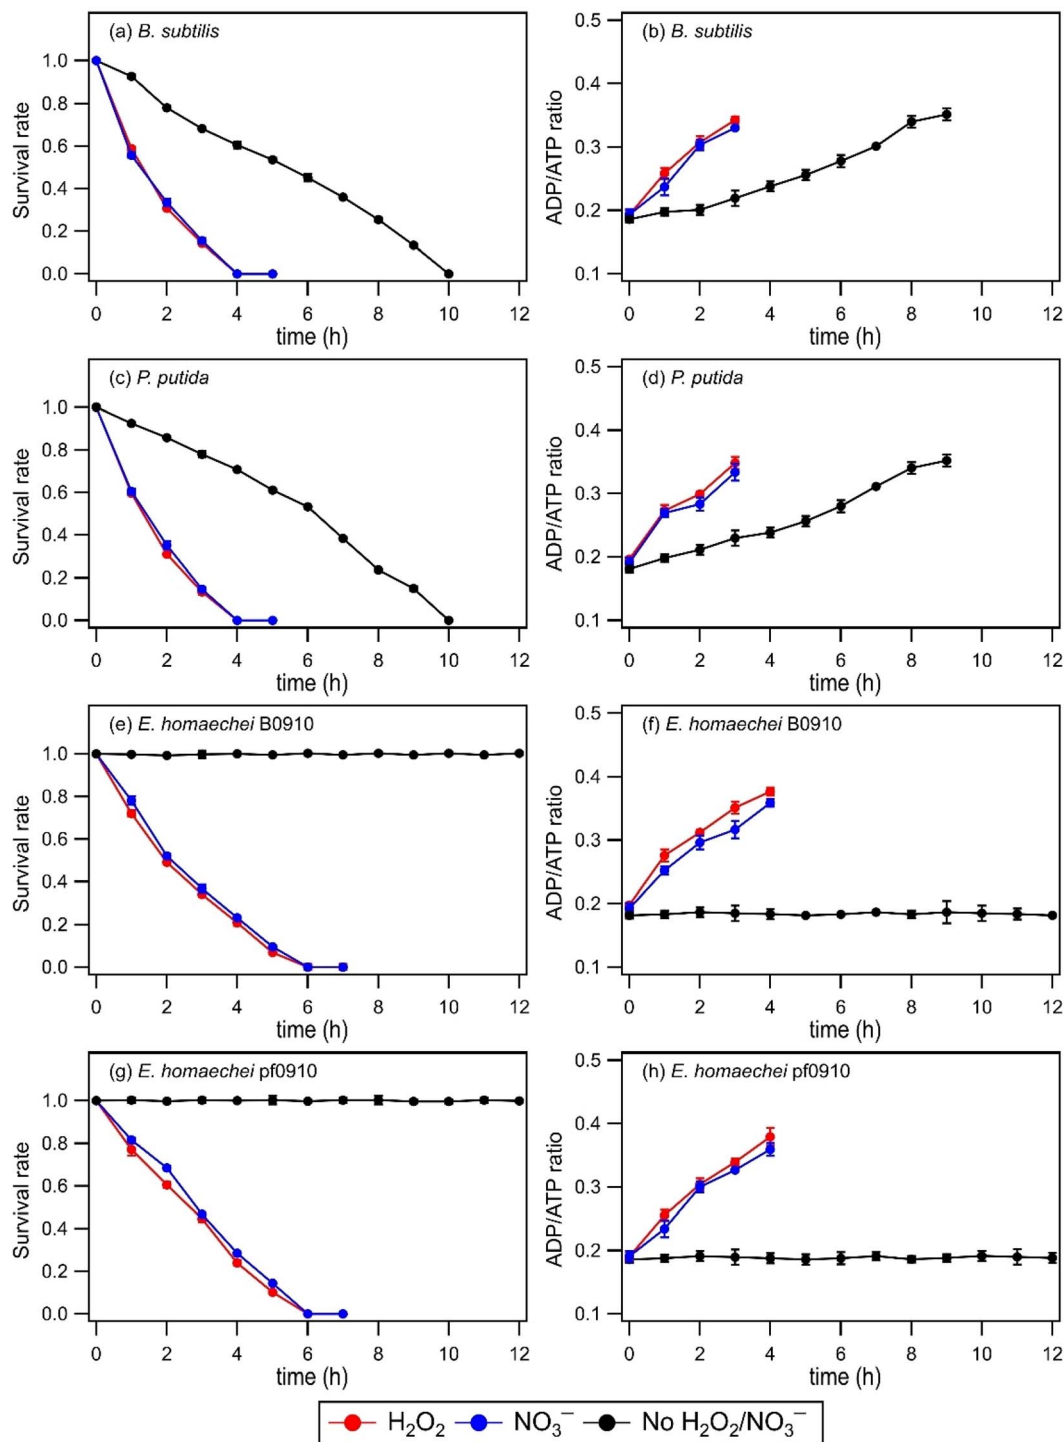 (a) B. subtilis
Survival rate
1.0
0.8
0.6
0.4
0.2
0.0
0 2 4 6 8 10 12
time (h)
(b) B. subtilis
ADP/ATP ratio
0.5
0.4
0.3
0.2
0.1
0 2 4 6 8 10 12
time (h)
(c) P. putida
Survival rate
1.0
0.8
0.6
0.4
0.2
0.0
0 2 4 6 8 10 12
time (h)
(d) P. putida
ADP/ATP ratio
0.5
0.4
0.3
0.2
0.1
0 2 4 6 8 10 12
time (h)
(e) E. homaechei B0910
Survival rate
1.0
0.8
0.6
0.4
0.2
0.0
0 2 4 6 8 10 12
time (h)
(f) E. homaechei B0910
ADP/ATP ratio
0.5
0.4
0.3
0.2
0.1
0 2 4 6 8 10 12
time (h)
(g) E. homaechei pf0910
Survival rate
1.0
0.8
0.6
0.4
0.2
0.0
0 2 4 6 8 10 12
time (h)
(h) E. homaechei pf0910
ADP/ATP ratio
0.5
0.4
0.3
0.2
0.1
0 2 4 6 8 10 12
time (h)
H₂O₂ NO₃⁻ No H₂O₂/NO₃⁻